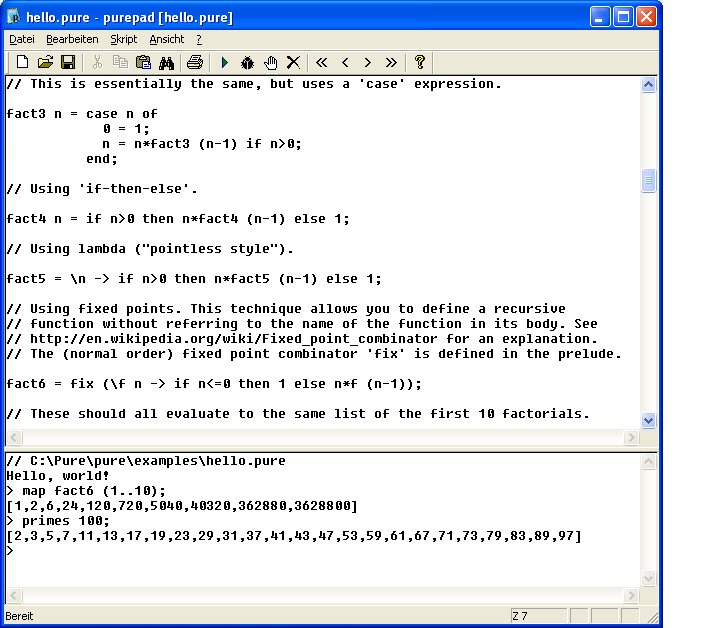 hello.pure - purepad [hello.pure]
Datei Bearbeiten Skript Ansicht ?
// This is essentially the same, but uses a 'case' expression.
fact3 n = case n of
            0 = 1;
            n = n*fact3 (n-1) if n>0;
          end;
// Using 'if-then-else'.
fact4 n = if n>0 then n*fact4 (n-1) else 1;
// Using lambda ("pointless style").
fact5 = \n -> if n>0 then n*fact5 (n-1) else 1;
// Using fixed points. This technique allows you to define a recursive
// function without referring to the name of the function in its body. See
// http://en.wikipedia.org/wiki/Fixed_point_combinator for an explanation.
// The (normal order) fixed point combinator 'fix' is defined in the prelude.
fact6 = fix (\f n -> if n<=0 then 1 else n*f (n-1));
// These should all evaluate to the same list of the first 10 factorials.
// C:\Pure\pure\examples\hello.pure
Hello, world!
> map fact6 (1..10);
[1,2,6,24,120,720,5040,40320,362880,3628800]
> primes 100;
[2,3,5,7,11,13,17,19,23,29,31,37,41,43,47,53,59,61,67,71,73,79,83,89,97]
>
Bereit Z 7